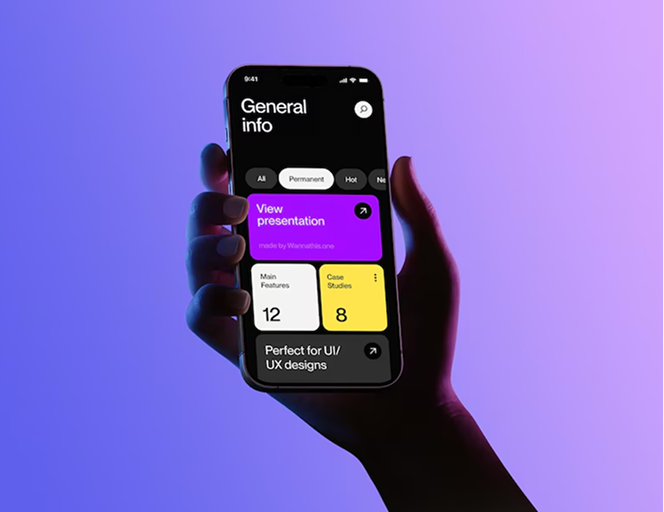 9:41
General
info
All
Permanent
Hot
Ne
View
presentation
made by Wannathis.one
Main
Features
12
Case
Studies
8
Perfect for UI/
UX designs